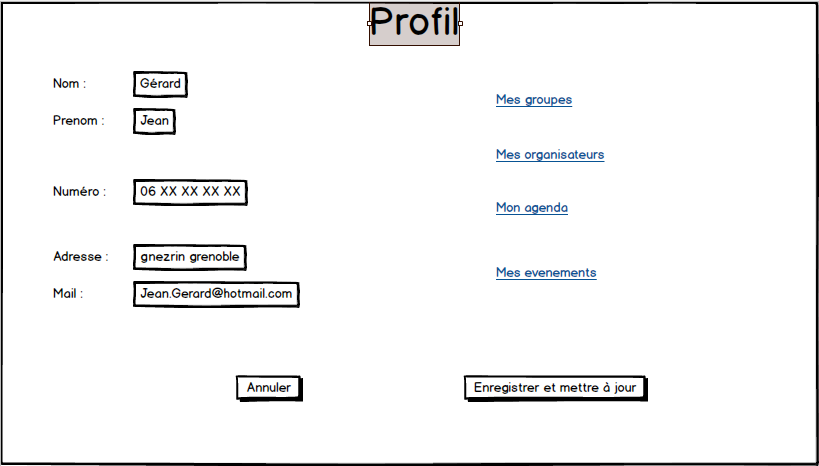 Profil
Nom : Gérard
Prenom : Jean
Numéro : 06 XX XX XX XX
Adresse : gnezrin grenoble
Mail : Jean.Gerard@hotmail.com
Mes groupes
Mes organisateurs
Mon agenda
Mes evenements
Annuler
Enregistrer et mettre à jour